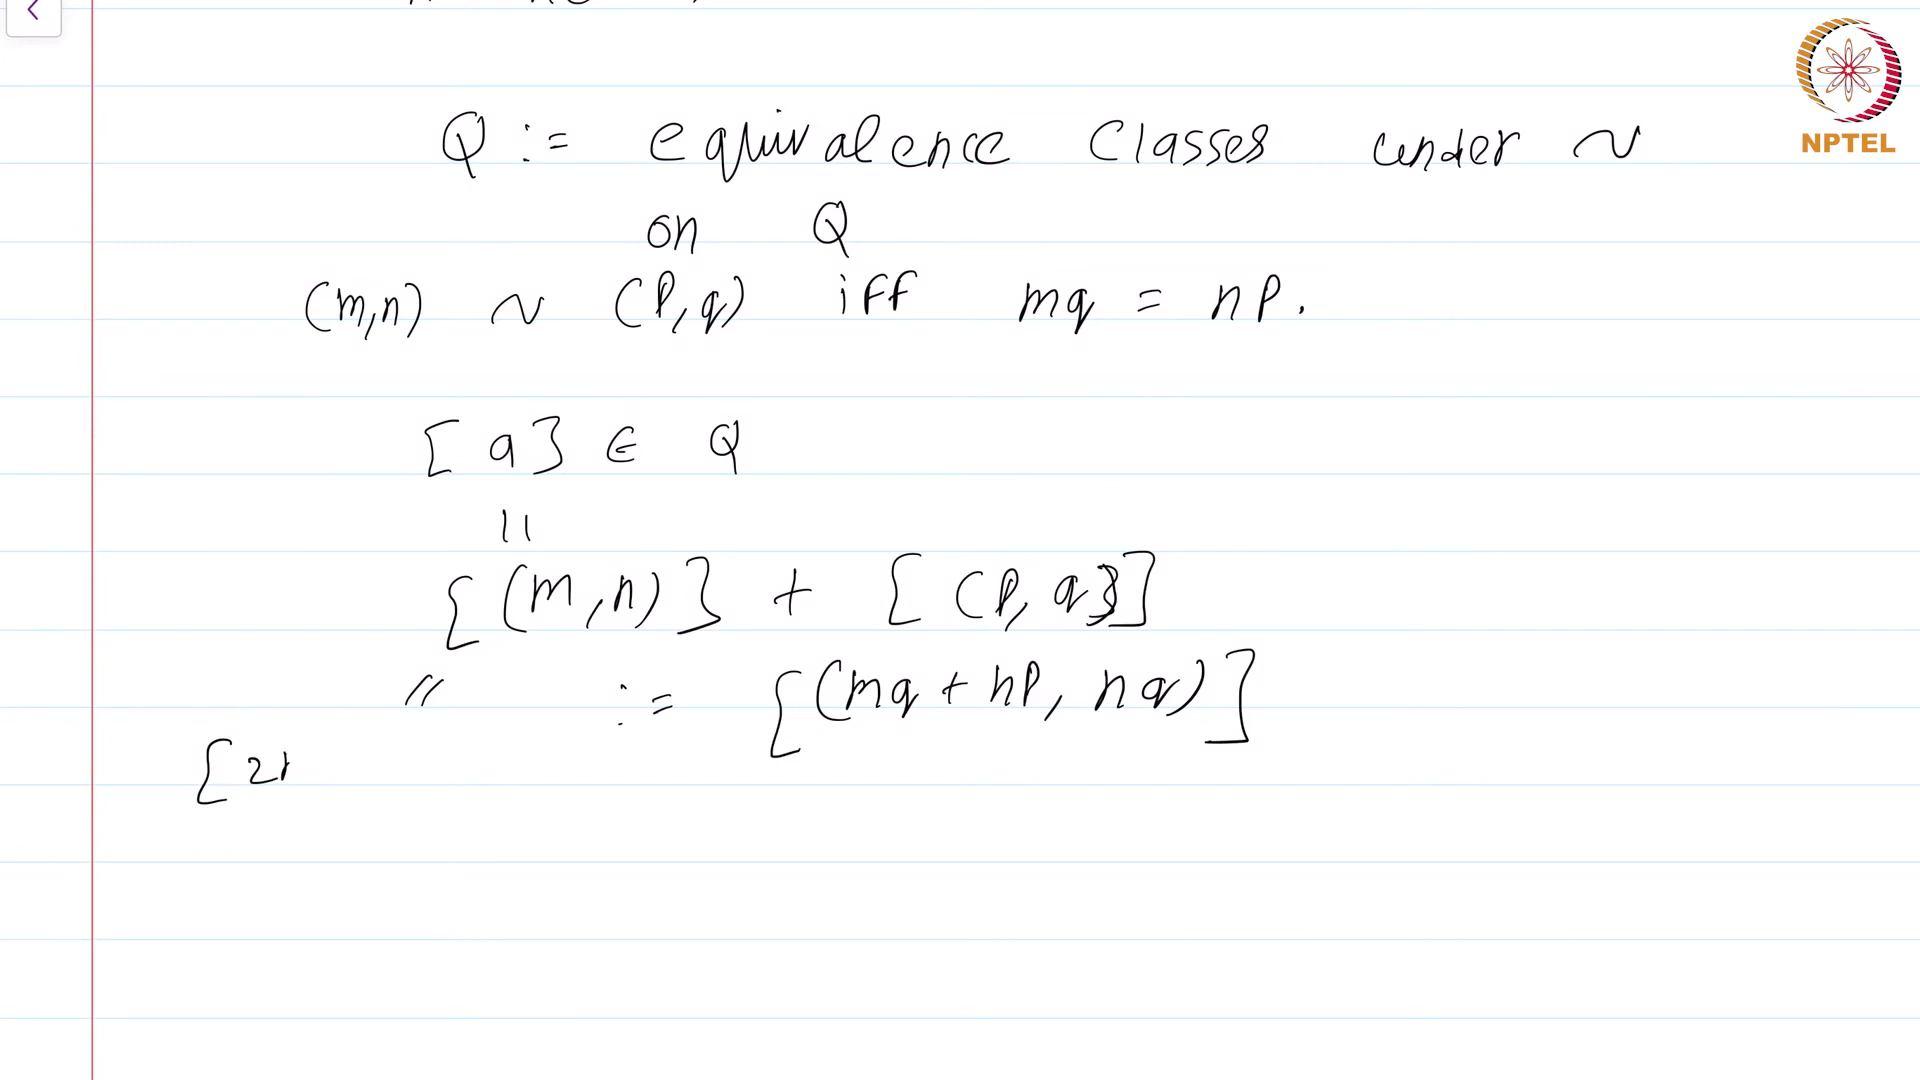 NPTEL
Q := equivalence classes under ~
on Q
(m,n) ~ (p,q) iff mq = np.
[a] ∈ Q
||
[(m,n)] + [(p,q)]
" := [(mq + np, nq)]
[2